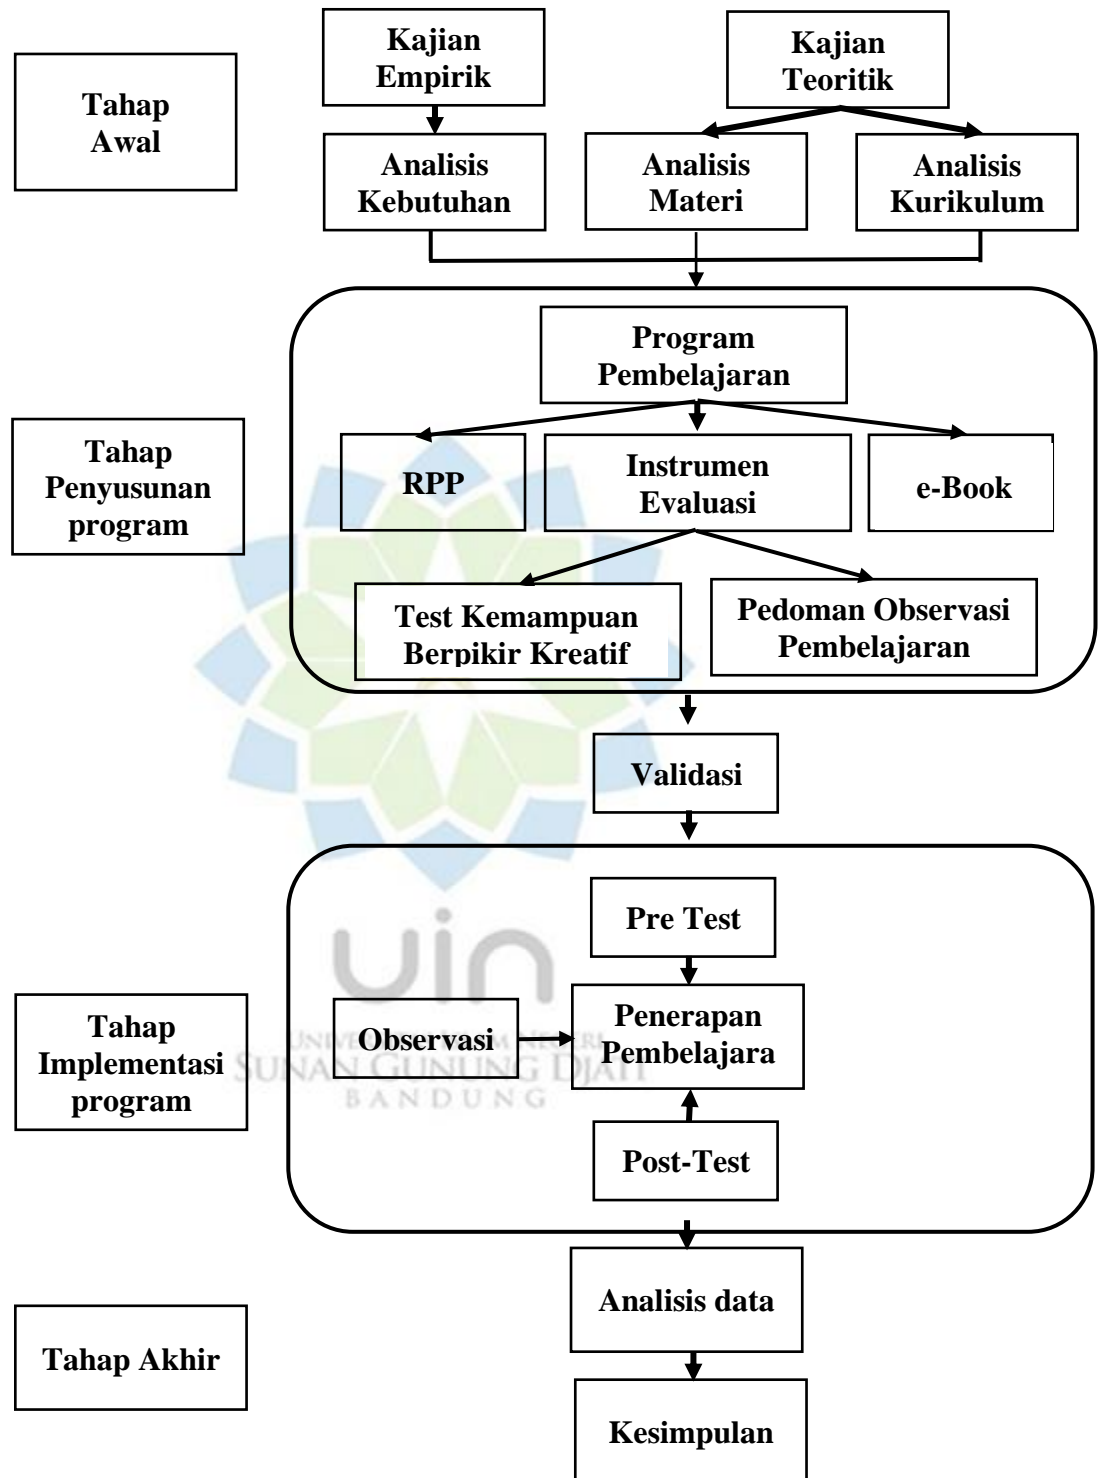 Kajian
Empirik
Kajian
Teoritik
Tahap
Awal
Analisis
Kebutuhan
Analisis
Materi
Analisis
Kurikulum
Program
Pembelajaran
Tahap
Penyusunan
program
RPP
Instrumen
Evaluasi
e-Book
Test Kemampuan
Berpikir Kreatif
Pedoman Observasi
Pembelajaran
Validasi
Pre Test
uin
Tahap
Implementasi
program
Observasi
Penerapan
Pembelajara
SUNAN GUNUNG DJATI
BANDUNG
Post-Test
Analisis data
Tahap Akhir
Kesimpulan